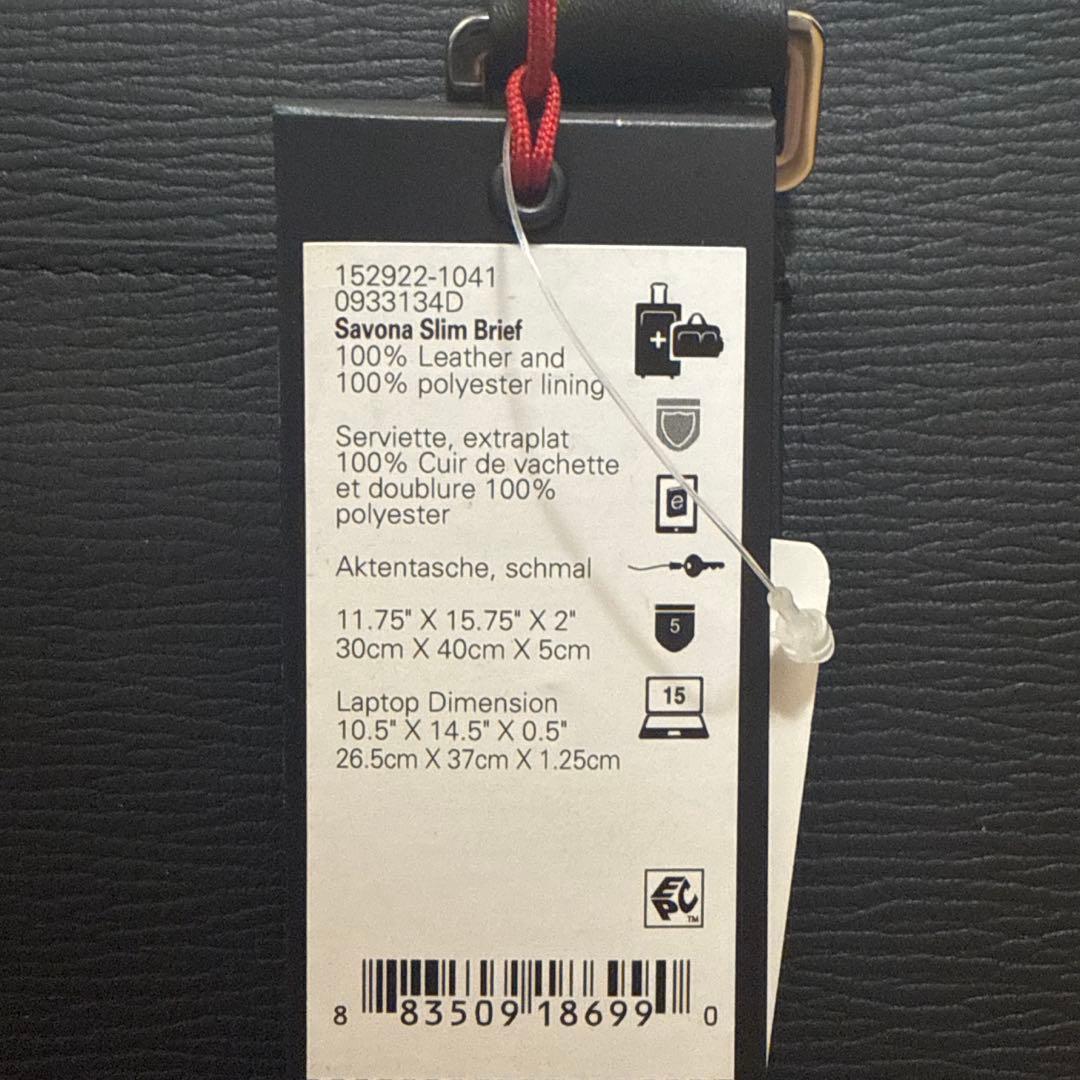 152922-1041
0933134D
Savona Slim Brief
100% Leather and
100% polyester lining
Serviette, extraplat
100% Cuir de vachette
et doublure 100%
polyester
Aktentasche, schmal
11.75" X 15.75" X 2"
30cm X 40cm X 5cm
Laptop Dimension
10.5" X 14.5" X 0.5"
26.5cm X 37cm X 1.25cm
+
e
5
15
EPC™
8 83509 18699 0